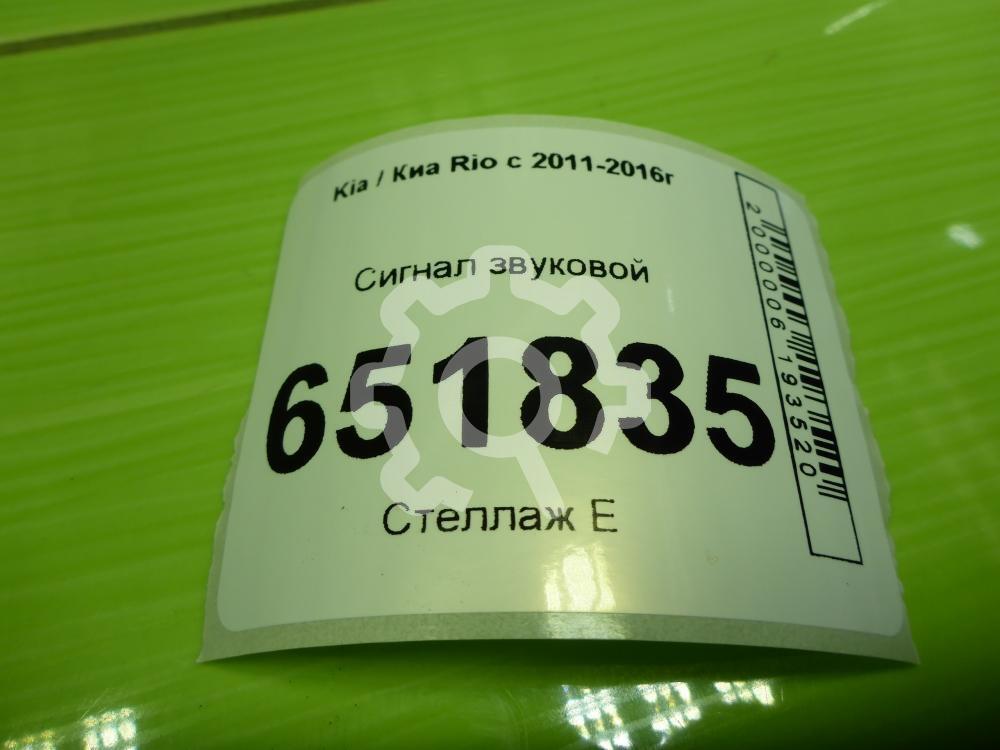 Kia / Киа Rio с 2011-2016г
Сигнал звуковой
651835
Стеллаж Е
2000006193520